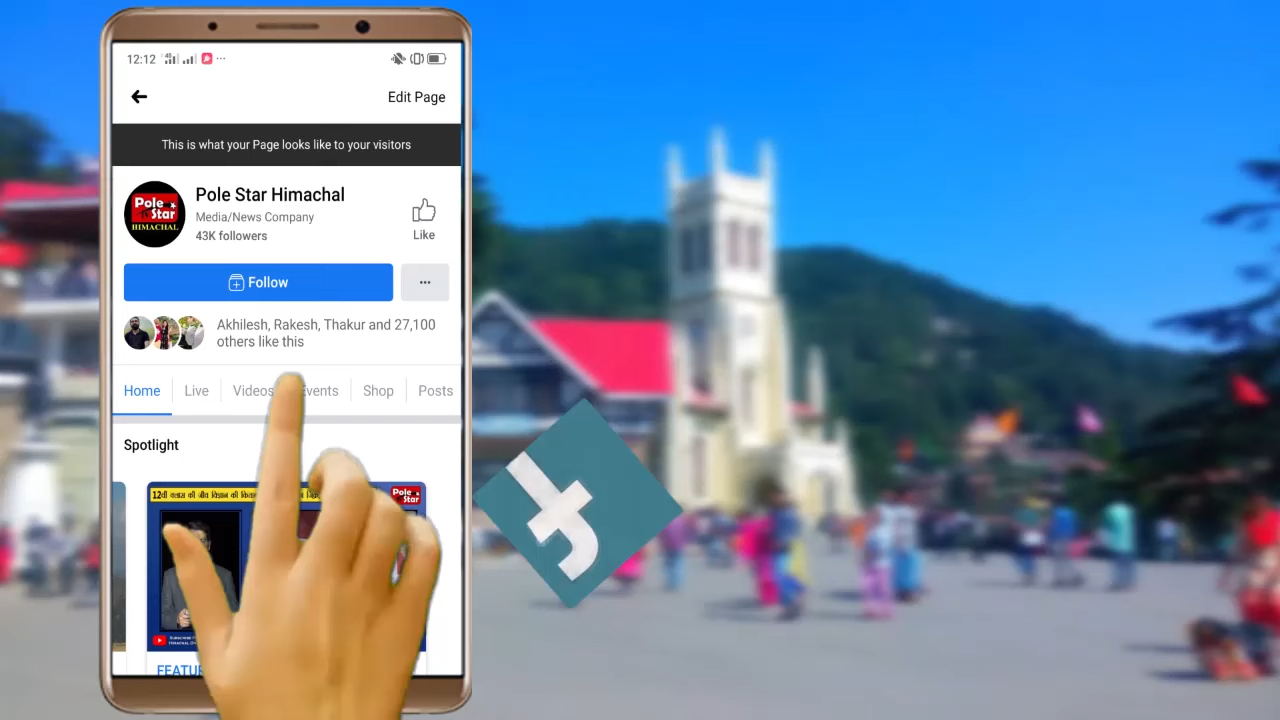 12:12
Edit Page
This is what your Page looks like to your visitors
Pole Star Himachal
Pole Star
HIMACHAL
Media/News Company
43K followers
Like
Follow
Akhilesh, Rakesh, Thakur and 27,100
others like this
Home Live Videos Events Shop Posts
Spotlight
12वीं क्लास की जीव विज्ञान की
Pole
Star
FEATU
f